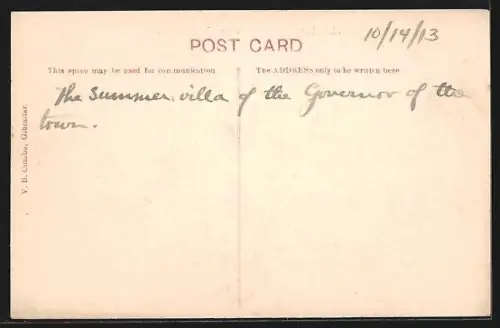 10/14/13
POST CARD
This space may be used for communication
The ADDRESS only to be written here
The Summer villa of the Governor of the
town.
V. B. Cumbo, Gibraltar.